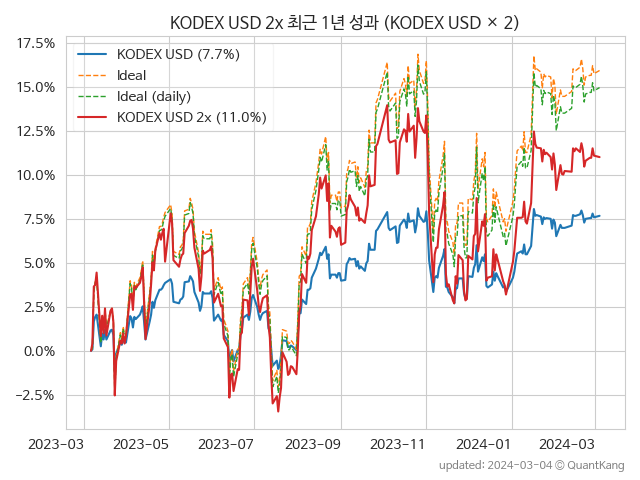 KODEX USD 2x 최근 1년 성과 (KODEX USD × 2)
17.5%
15.0%
12.5%
10.0%
7.5%
5.0%
2.5%
0.0%
−2.5%
KODEX USD (7.7%)
Ideal
Ideal (daily)
KODEX USD 2x (11.0%)
2023-03 2023-05 2023-07 2023-09 2023-11 2024-01 2024-03
updated: 2024-03-04 © QuantKang